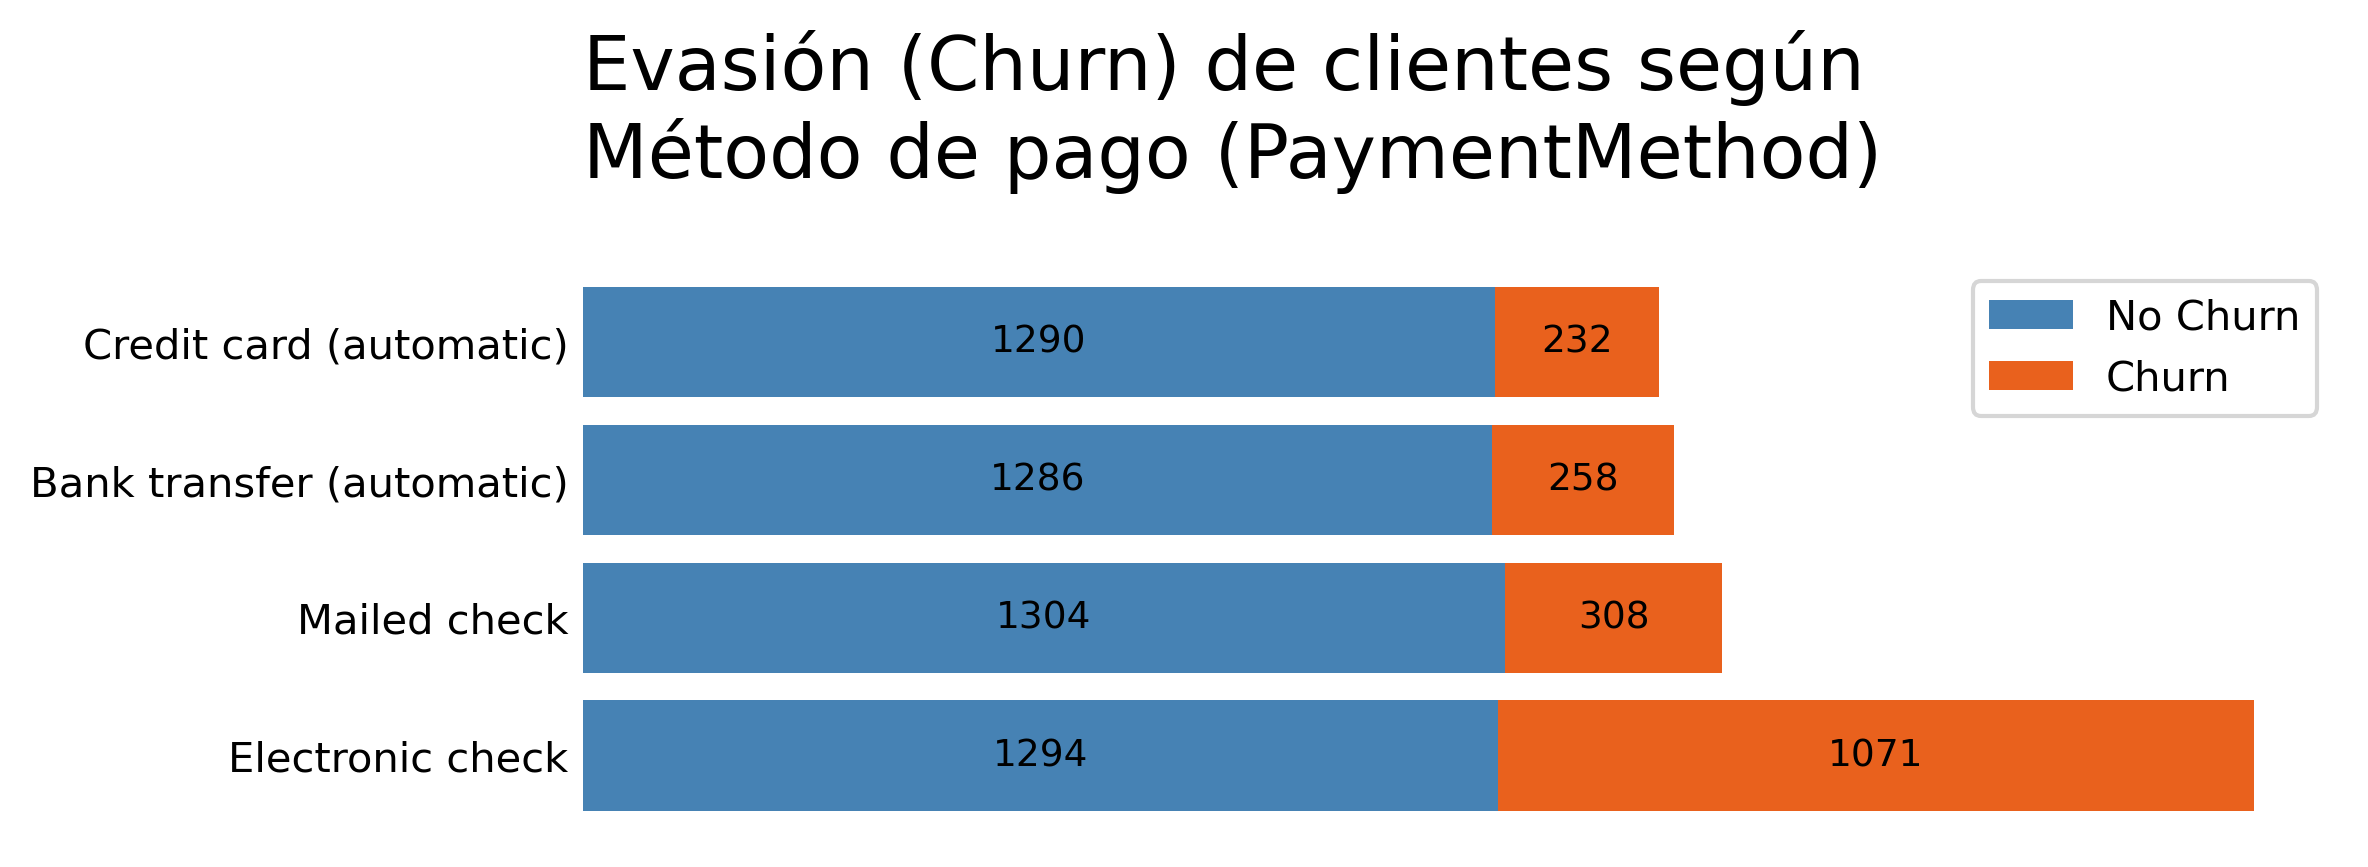 Evasión (Churn) de clientes según
Método de pago (PaymentMethod)
No Churn
Churn
Credit card (automatic)
1290
232
Bank transfer (automatic)
1286
258
Mailed check
1304
308
Electronic check
1294
1071